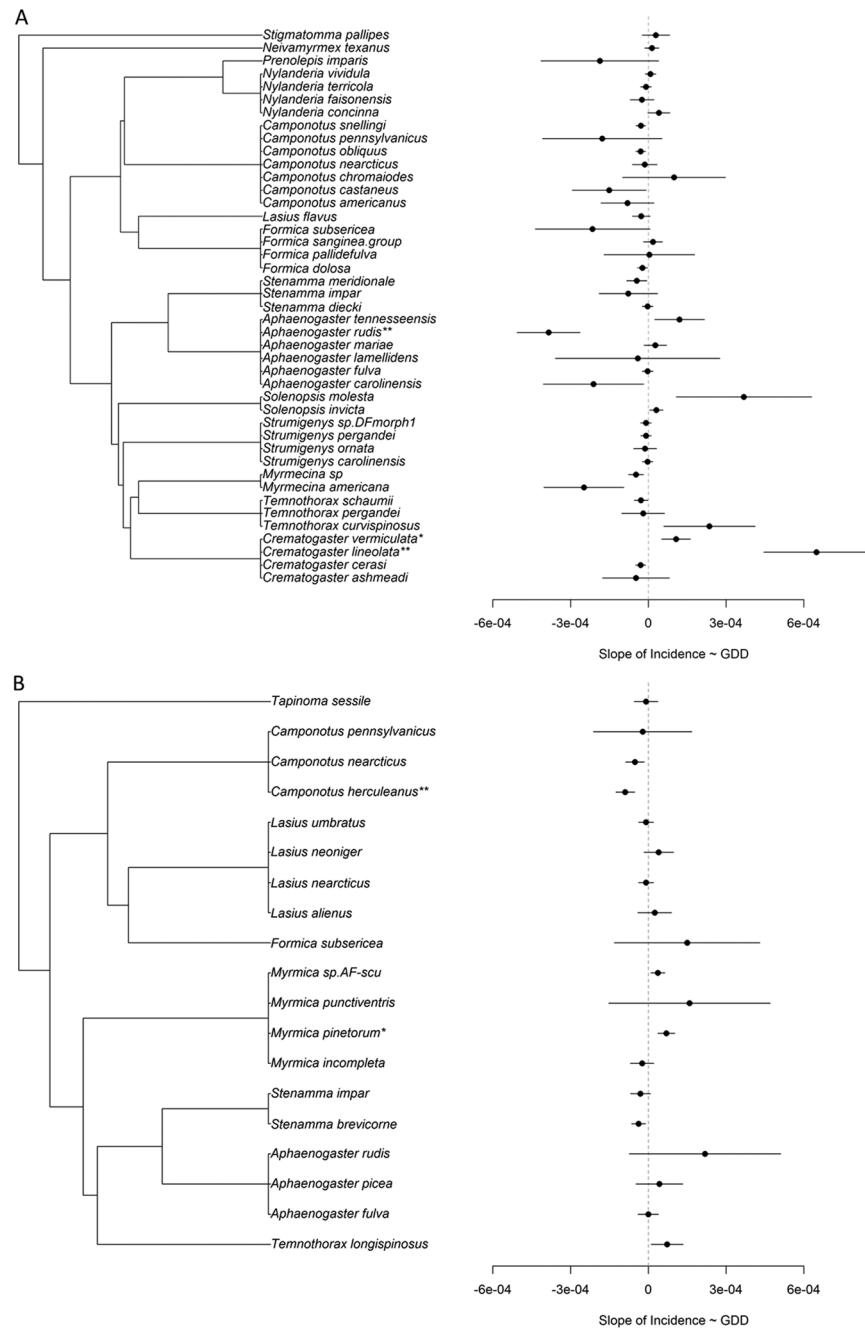 A
Stigmatomma pallipes
Neivamyrmex texanus
Prenolepis imparis
Nylanderia vividula
Nylanderia terricola
Nylanderia faisonensis
Nylanderia concinna
Camponotus snellingi
Camponotus pennsylvanicus
Camponotus obliquus
Camponotus nearcticus
Camponotus chromaiodes
Camponotus castaneus
Camponotus americanus
Lasius flavus
Formica subsericea
Formica sanginea.group
Formica pallidefulva
Formica dolosa
Stenamma meridionale
Stenamma impar
Stenamma diecki
Aphaenogaster tennesseensis
Aphaenogaster rudis**
Aphaenogaster mariae
Aphaenogaster lamellidens
Aphaenogaster fulva
Aphaenogaster carolinensis
Solenopsis molesta
Solenopsis invicta
Strumigenys sp.DFmorph1
Strumigenys pergandei
Strumigenys ornata
Strumigenys carolinensis
Myrmecina sp
Myrmecina americana
Temnothorax schaumii
Temnothorax pergandei
Temnothorax curvispinosus
Crematogaster vermiculata*
Crematogaster lineolata**
Crematogaster cerasi
Crematogaster ashmeadi
-6e-04 -3e-04 0 3e-04 6e-04
Slope of Incidence ~ GDD
B
Tapinoma sessile
Camponotus pennsylvanicus
Camponotus nearcticus
Camponotus herculeanus**
Lasius umbratus
Lasius neoniger
Lasius nearcticus
Lasius alienus
Formica subsericea
Myrmica sp.AF-scu
Myrmica punctiventris
Myrmica pinetorum*
Myrmica incompleta
Stenamma impar
Stenamma brevicorne
Aphaenogaster rudis
Aphaenogaster picea
Aphaenogaster fulva
Temnothorax longispinosus
-6e-04 -3e-04 0 3e-04 6e-04
Slope of Incidence ~ GDD